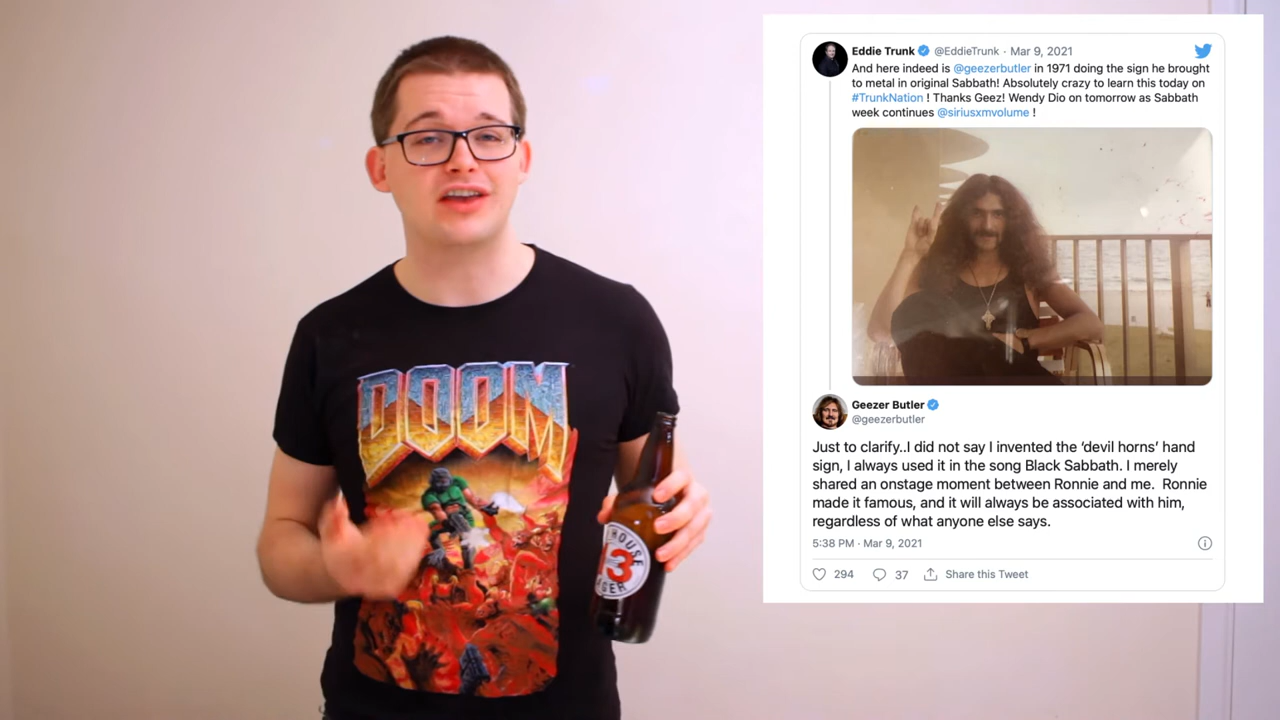 Eddie Trunk @EddieTrunk · Mar 9, 2021
And here indeed is @geezerbutler in 1971 doing the sign he brought
to metal in original Sabbath! Absolutely crazy to learn this today on
#TrunkNation ! Thanks Geez! Wendy Dio on tomorrow as Sabbath
week continues @siriusxmvolume !
Geezer Butler
@geezerbutler
Just to clarify..I did not say I invented the ‘devil horns’ hand
sign, I always used it in the song Black Sabbath. I merely
shared an onstage moment between Ronnie and me.  Ronnie
made it famous, and it will always be associated with him,
regardless of what anyone else says.
5:38 PM · Mar 9, 2021
294 37 Share this Tweet
DOOM
HOUSE
3